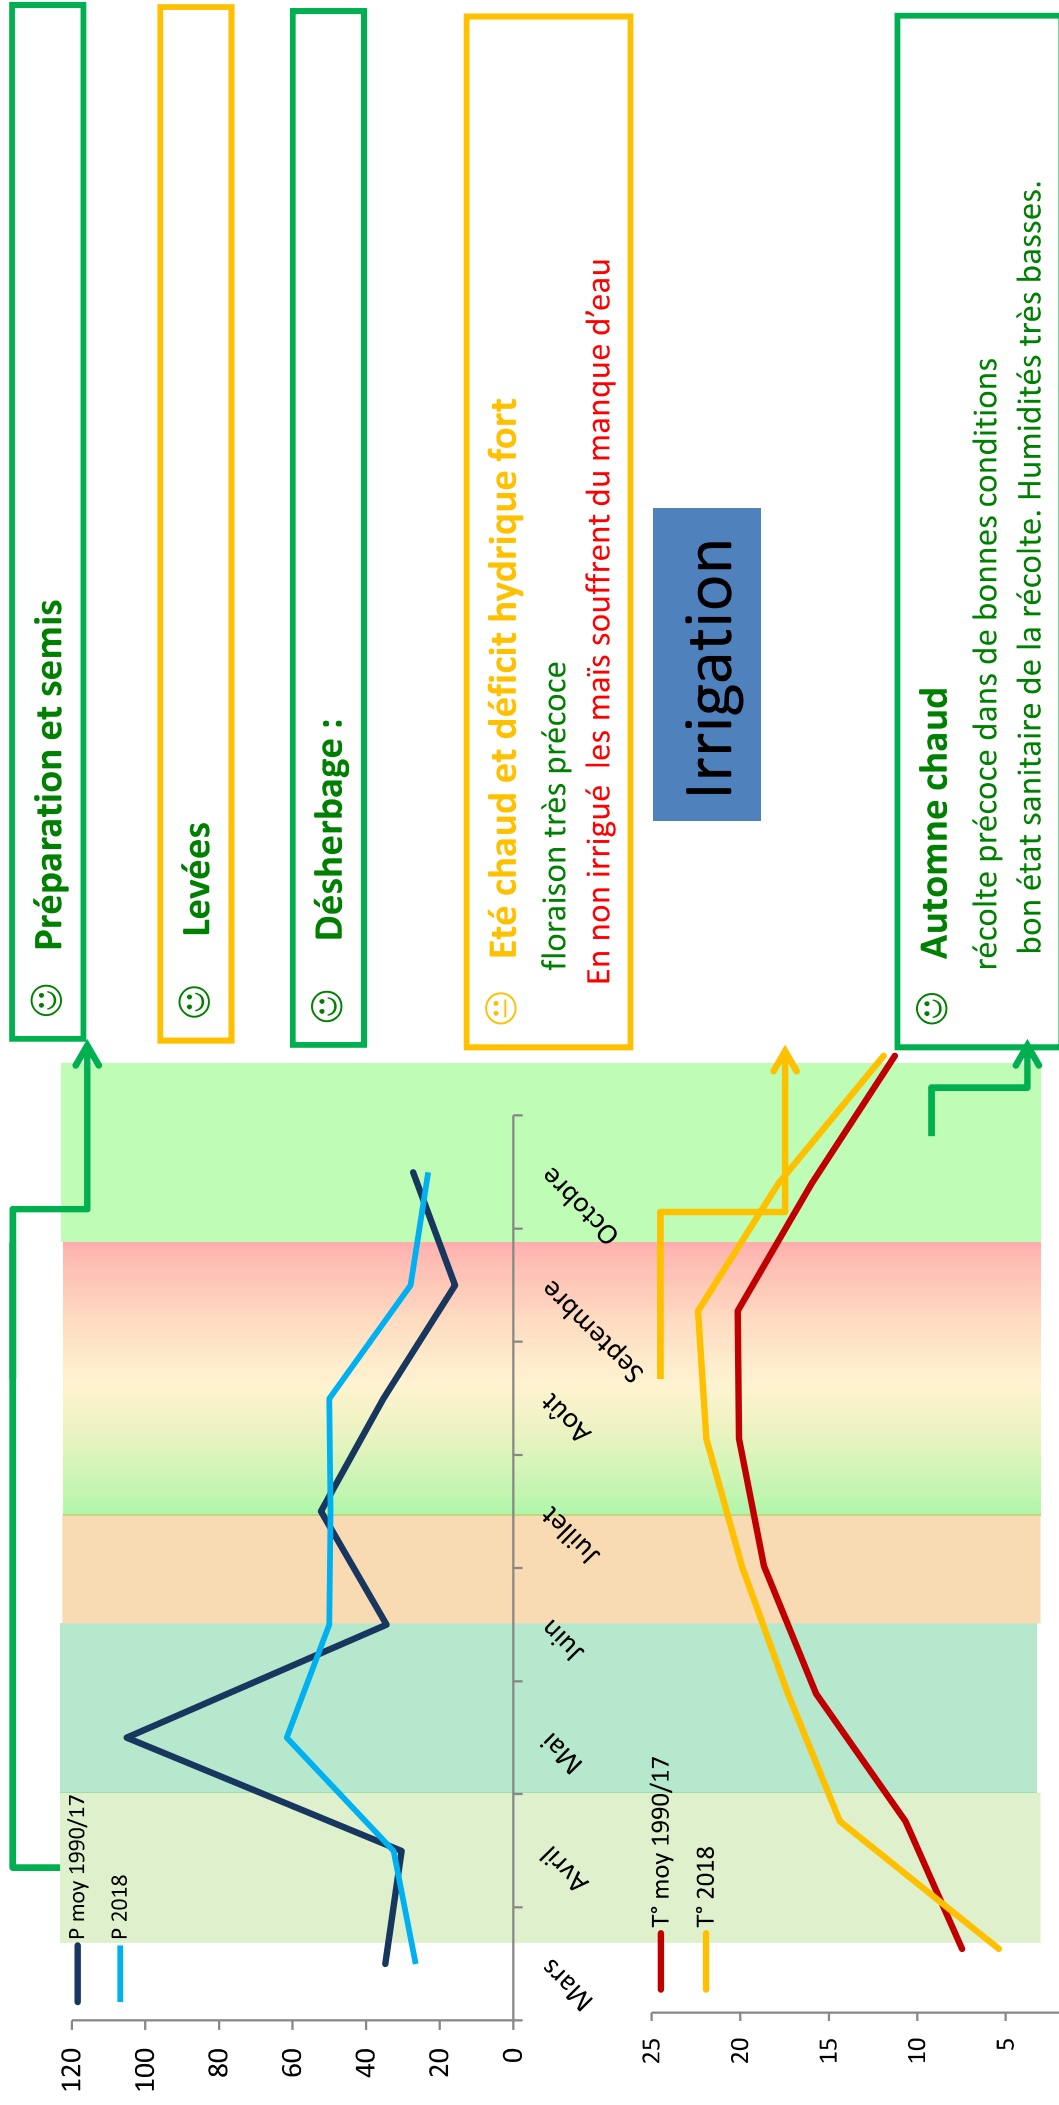 Préparation et semis
Levées
Désherbage :
Eté chaud et déficit hydrique fort
floraison très précoce
En non irrigué les maïs souffrent du manque d’eau
Irrigation
Automne chaud
récolte précoce dans de bonnes conditions
bon état sanitaire de la récolte. Humidités très basses.
P moy 1990/17
P 2018
120
100
80
60
40
20
0
Mars
Avril
Mai
Juin
Juillet
Août
Septembre
Octobre
T° moy 1990/17
T° 2018
25
20
15
10
5